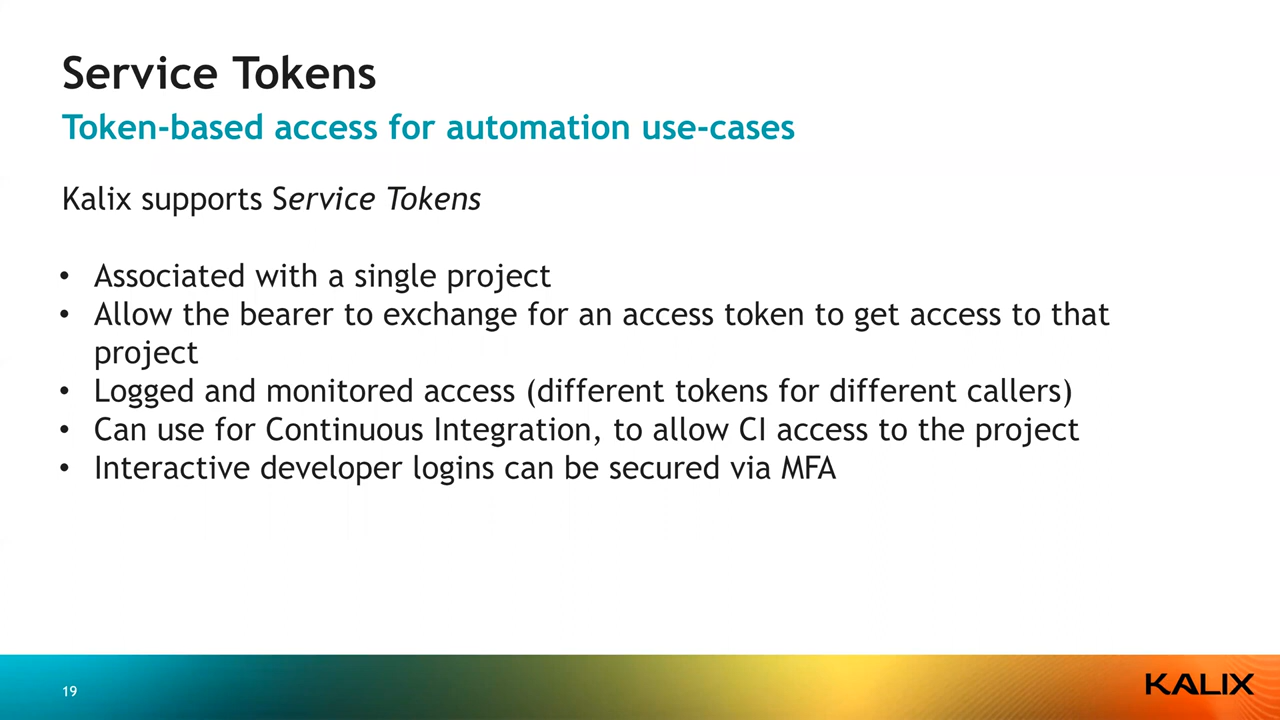 Service Tokens
Token-based access for automation use-cases
Kalix supports Service Tokens
• Associated with a single project
• Allow the bearer to exchange for an access token to get access to that
project
• Logged and monitored access (different tokens for different callers)
• Can use for Continuous Integration, to allow CI access to the project
• Interactive developer logins can be secured via MFA
19
KALIX